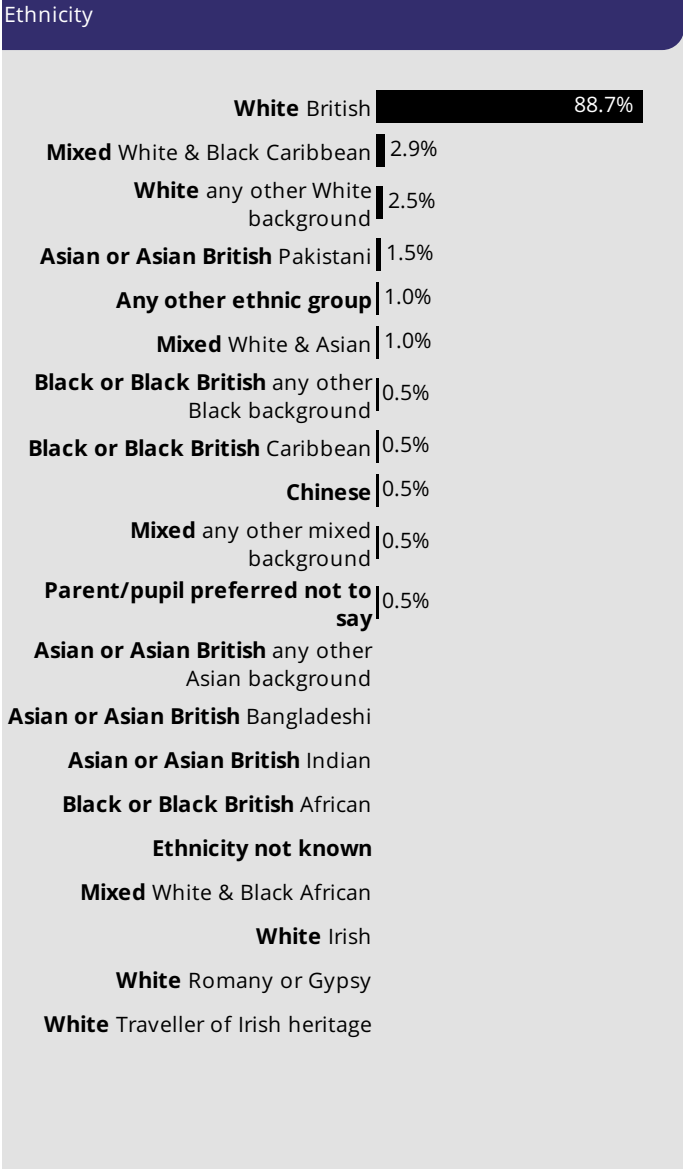 Ethnicity
White British 88.7%
Mixed White & Black Caribbean 2.9%
White any other White
background 2.5%
Asian or Asian British Pakistani 1.5%
Any other ethnic group 1.0%
Mixed White & Asian 1.0%
Black or Black British any other
Black background 0.5%
Black or Black British Caribbean 0.5%
Chinese 0.5%
Mixed any other mixed
background 0.5%
Parent/pupil preferred not to
say 0.5%
Asian or Asian British any other
Asian background
Asian or Asian British Bangladeshi
Asian or Asian British Indian
Black or Black British African
Ethnicity not known
Mixed White & Black African
White Irish
White Romany or Gypsy
White Traveller of Irish heritage